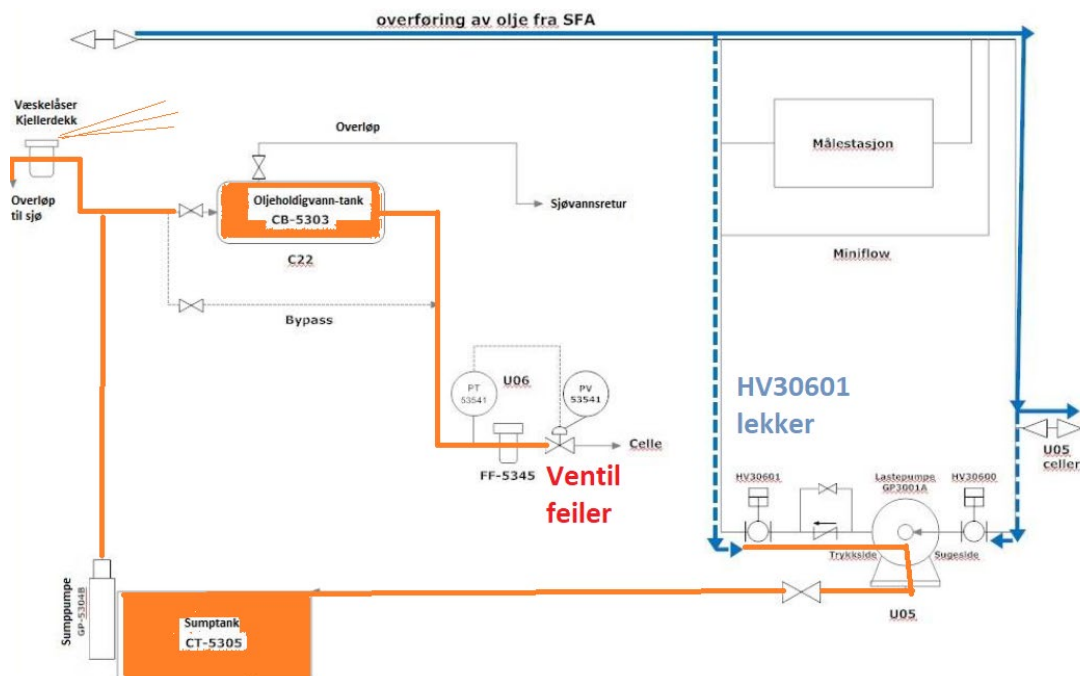 overføring av olje fra SFA
Væskelåser
Kjellerdekk
Overløp
til sjø
Overløp
Oljeholdigvann-tank
CB-5303
C22
Sjøvannsretur
Bypass
Målestasjon
Miniflow
PT
53541
U06
PV
53541
FF-5345
Celle
Ventil
feiler
HV30601
lekker
U05
celler
HV30601
Lastepumpe
GP3001A
HV30600
Trykkside
Sugeside
U05
Sumppumpe
GP-5304B
Sumptank
CT-5305